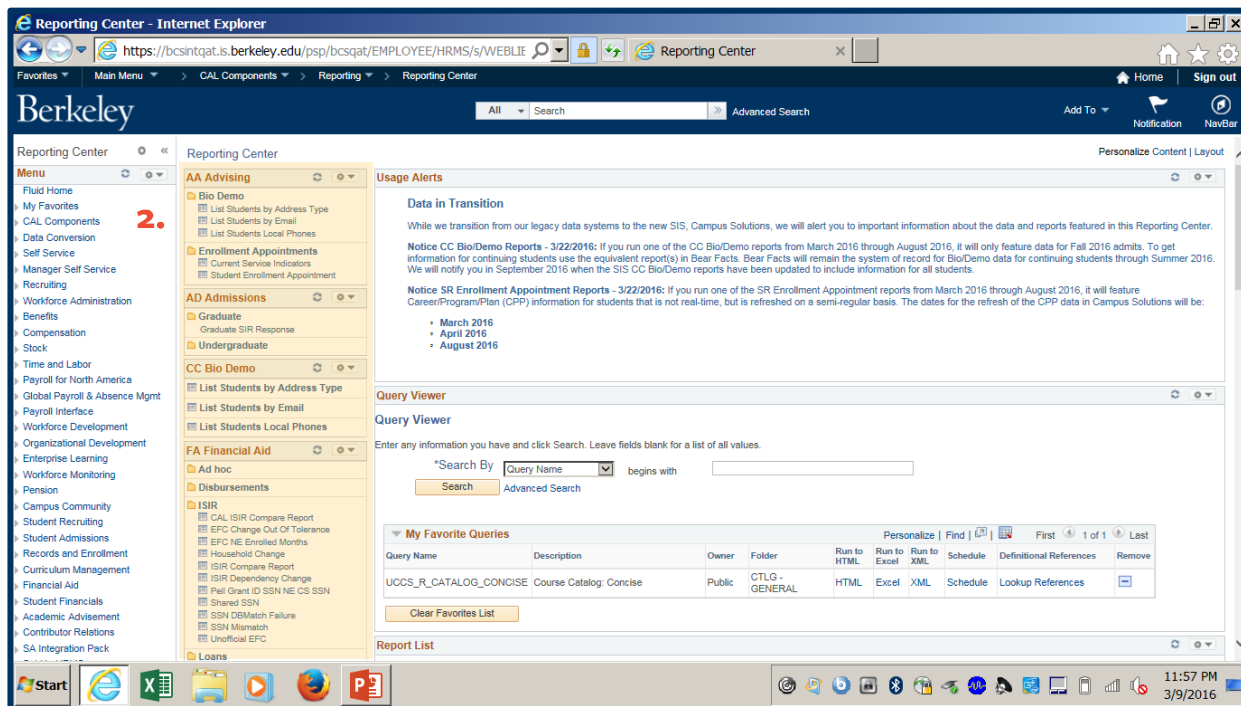 Reporting Center - Internet Explorer
https://bcsintqat.is.berkeley.edu/psp/bcsqat/EMPLOYEE/HRMS/s/WEBLIE
Reporting Center
Favorites Main Menu > CAL Components > Reporting > Reporting Center
Home Sign out
Berkeley
All Search » Advanced Search
Add To Notification NavBar
Reporting Center «
Menu
Fluid Home
My Favorites
CAL Components
Data Conversion
Self Service
Manager Self Service
Recruiting
Workforce Administration
Benefits
Compensation
Stock
Time and Labor
Payroll for North America
Global Payroll & Absence Mgmt
Payroll Interface
Workforce Development
Organizational Development
Enterprise Learning
Workforce Monitoring
Pension
Campus Community
Student Recruiting
Student Admissions
Records and Enrollment
Curriculum Management
Financial Aid
Student Financials
Academic Advisement
Contributor Relations
SA Integration Pack
2.
Reporting Center
Personalize Content | Layout
AA Advising
Bio Demo
List Students by Address Type
List Students by Email
List Students Local Phones
Enrollment Appointments
Current Service Indicators
Student Enrollment Appointment
AD Admissions
Graduate
Graduate SIR Response
Undergraduate
CC Bio Demo
List Students by Address Type
List Students by Email
List Students Local Phones
FA Financial Aid
Ad hoc
Disbursements
ISIR
CAL ISIR Compare Report
EFC Change Out Of Tolerance
EFC NE Enrolled Months
Household Change
ISIR Compare Report
ISIR Dependency Change
Pell Grant ID SSN NE CS SSN
Shared SSN
SSN DBMatch Failure
SSN Mismatch
Unofficial EFC
Loans
Usage Alerts
Data in Transition
While we transition from our legacy data systems to the new SIS, Campus Solutions, we will alert you to important information about the data and reports featured in this Reporting Center.
Notice CC Bio/Demo Reports - 3/22/2016: If you run one of the CC Bio/Demo reports from March 2016 through August 2016, it will only feature data for Fall 2016 admits. To get
information for continuing students use the equivalent report(s) in Bear Facts. Bear Facts will remain the system of record for Bio/Demo data for continuing students through Summer 2016.
We will notify you in September 2016 when the SIS CC Bio/Demo reports have been updated to include information for all students.
Notice SR Enrollment Appointment Reports - 3/22/2016: If you run one of the SR Enrollment Appointment reports from March 2016 through August 2016, it will feature
Career/Program/Plan (CPP) information for students that is not real-time, but is refreshed on a semi-regular basis. The dates for the refresh of the CPP data in Campus Solutions will be:
March 2016
April 2016
August 2016
Query Viewer
Query Viewer
Enter any information you have and click Search. Leave fields blank for a list of all values.
*Search By Query Name begins with
Search Advanced Search
My Favorite Queries Personalize | Find | | First 1 of 1 Last
Query Name Description Owner Folder Run to HTML Run to Excel Run to XML Schedule Definitional References Remove
UCCS_R_CATALOG_CONCISE Course Catalog: Concise Public CTLG - GENERAL HTML Excel XML Schedule Lookup References
Clear Favorites List
Report List
Start
11:57 PM
3/9/2016